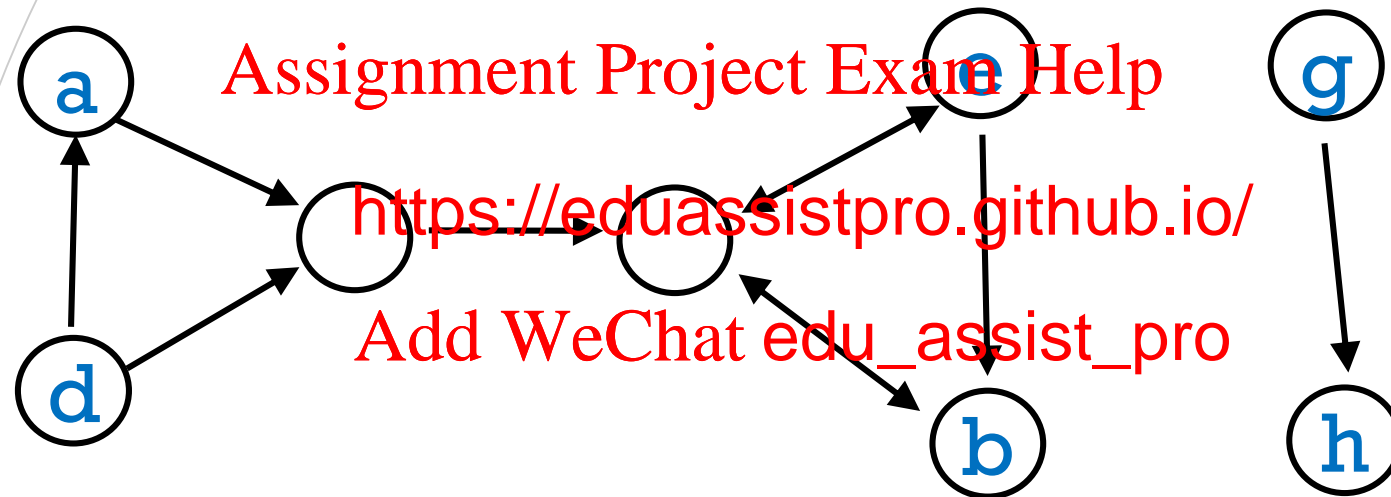 a
Assignment Project Exam Help
e
g
https://eduassistpro.github.io/
Add WeChat edu_assist_pro
d
b
h